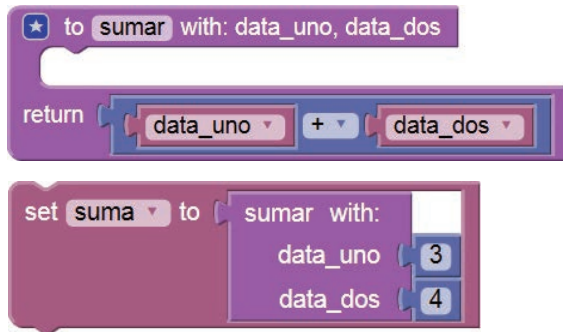 to sumar with: data_uno, data_dos
return data_uno + data_dos
set suma to sumar with:
data_uno 3
data_dos 4